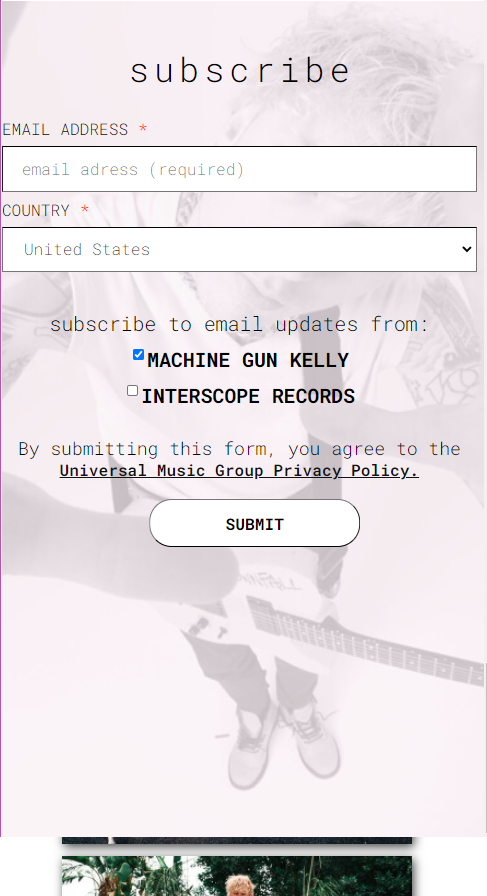 subscribe
EMAIL ADDRESS *
email adress (required)
COUNTRY *
United States
subscribe to email updates from:
MACHINE GUN KELLY
INTERSCOPE RECORDS
By submitting this form, you agree to the
Universal Music Group Privacy Policy.
SUBMIT